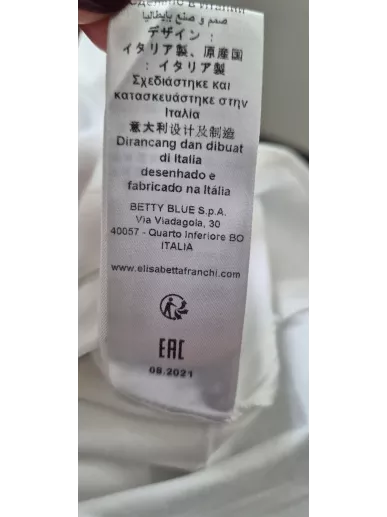 صمم و صنع بإيطاليا
デザイン：
イタリア製、原産国
：イタリア製
Σχεδιάστηκε και
κατασκευάστηκε στην
Ιταλία
意大利设计及制造
Dirancang dan dibuat
di Italia
desenhado e
fabricado na Itália
BETTY BLUE S.p.A.
Via Viadagola, 30
40057 - Quarto Inferiore BO
ITALIA
www.elisabettafranchi.com
EAC
08.2021